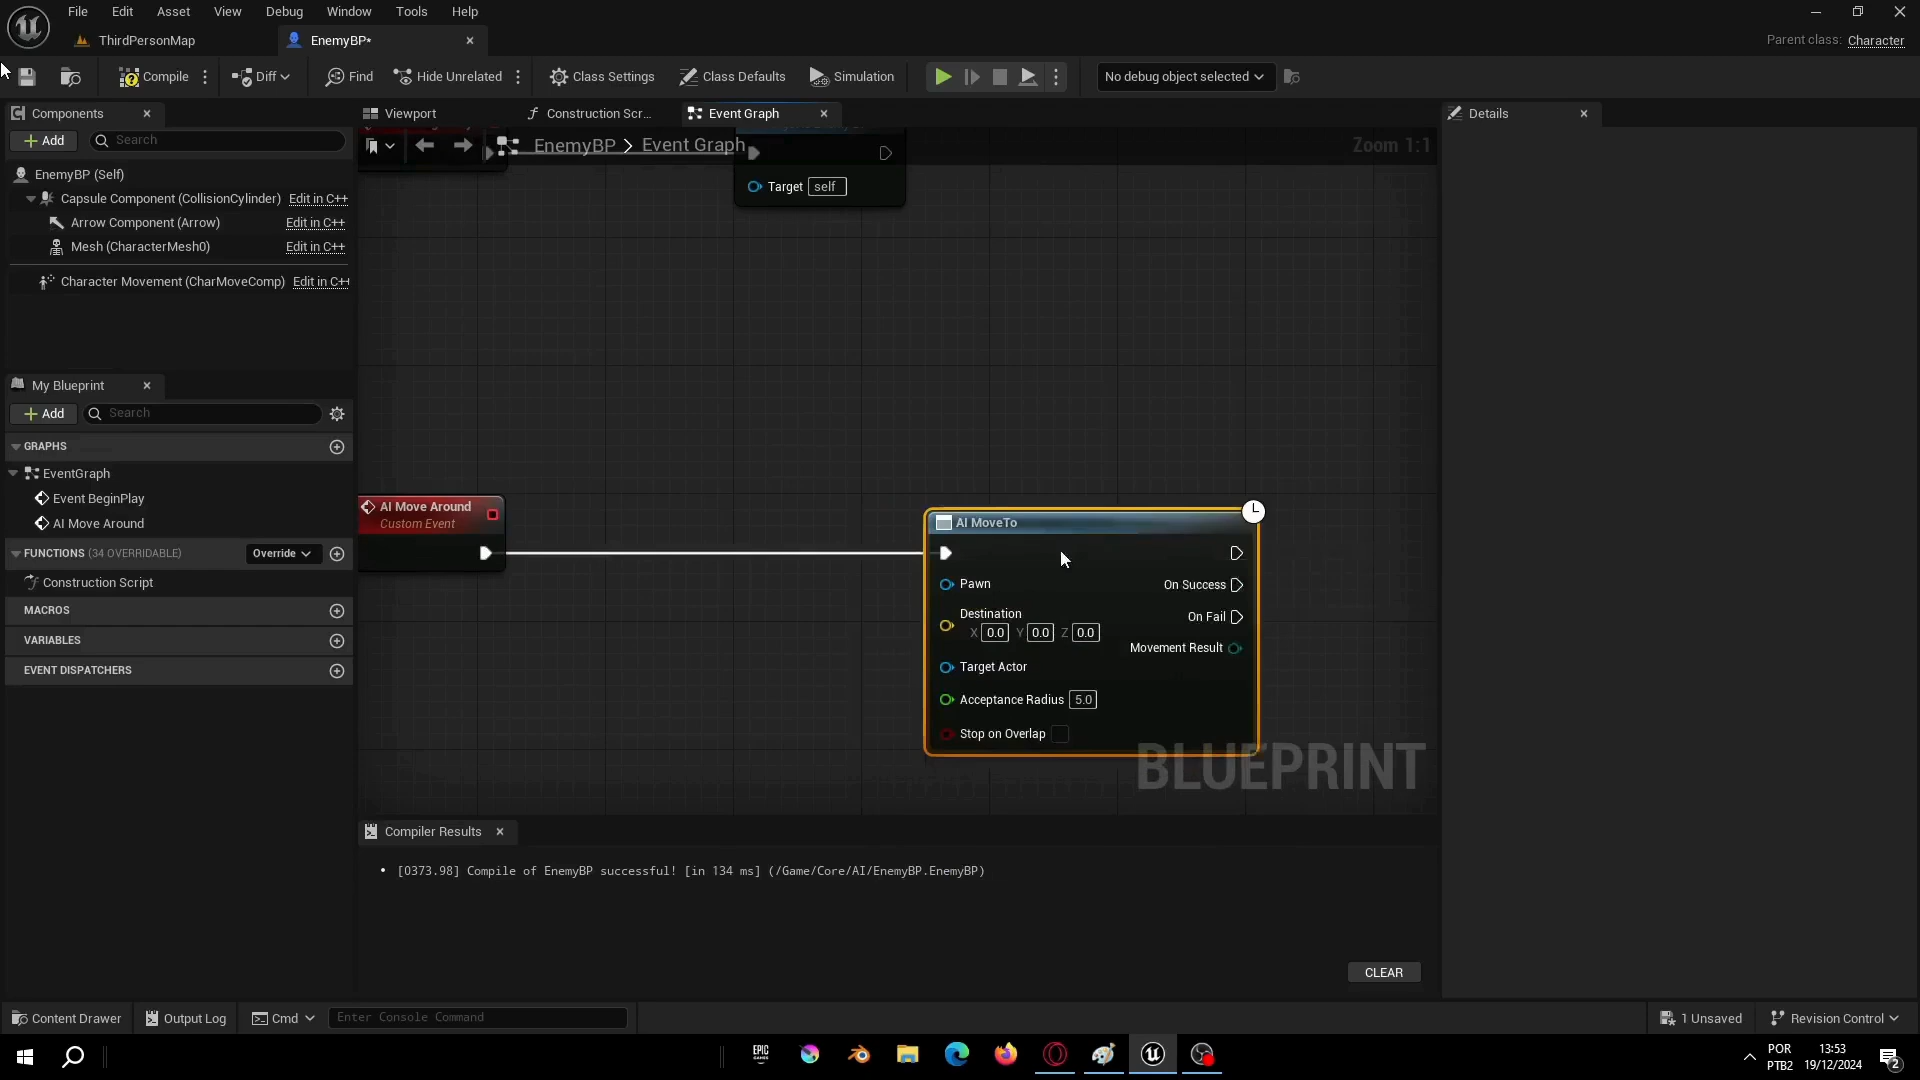 File Edit Asset View Debug Window Tools Help
ThirdPersonMap
EnemyBP*
Parent class: Character
Compile
Diff
Find
Hide Unrelated
Class Settings
Class Defaults
Simulation
No debug object selected
Components
Add
Search
EnemyBP (Self)
Capsule Component (CollisionCylinder) Edit in C++
Arrow Component (Arrow) Edit in C++
Mesh (CharacterMesh0) Edit in C++
Character Movement (CharMoveComp) Edit in C++
My Blueprint
Add
Search
GRAPHS
EventGraph
Event BeginPlay
AI Move Around
FUNCTIONS (34 OVERRIDABLE) Override
Construction Script
MACROS
VARIABLES
EVENT DISPATCHERS
Viewport
Construction Scr...
Event Graph
EnemyBP > Event Graph
Zoom 1:1
Target self
AI Move Around
Custom Event
AI MoveTo
Pawn
On Success
Destination
X 0.0 Y 0.0 Z 0.0
On Fail
Movement Result
Target Actor
Acceptance Radius 5.0
Stop on Overlap
BLUEPRINT
Compiler Results
• [0373.98] Compile of EnemyBP successful! [in 134 ms] (/Game/Core/AI/EnemyBP.EnemyBP)
CLEAR
Details
Content Drawer
Output Log
Cmd
Enter Console Command
1 Unsaved
Revision Control
EPIC
GAMES
POR
PTB2
13:53
19/12/2024
2